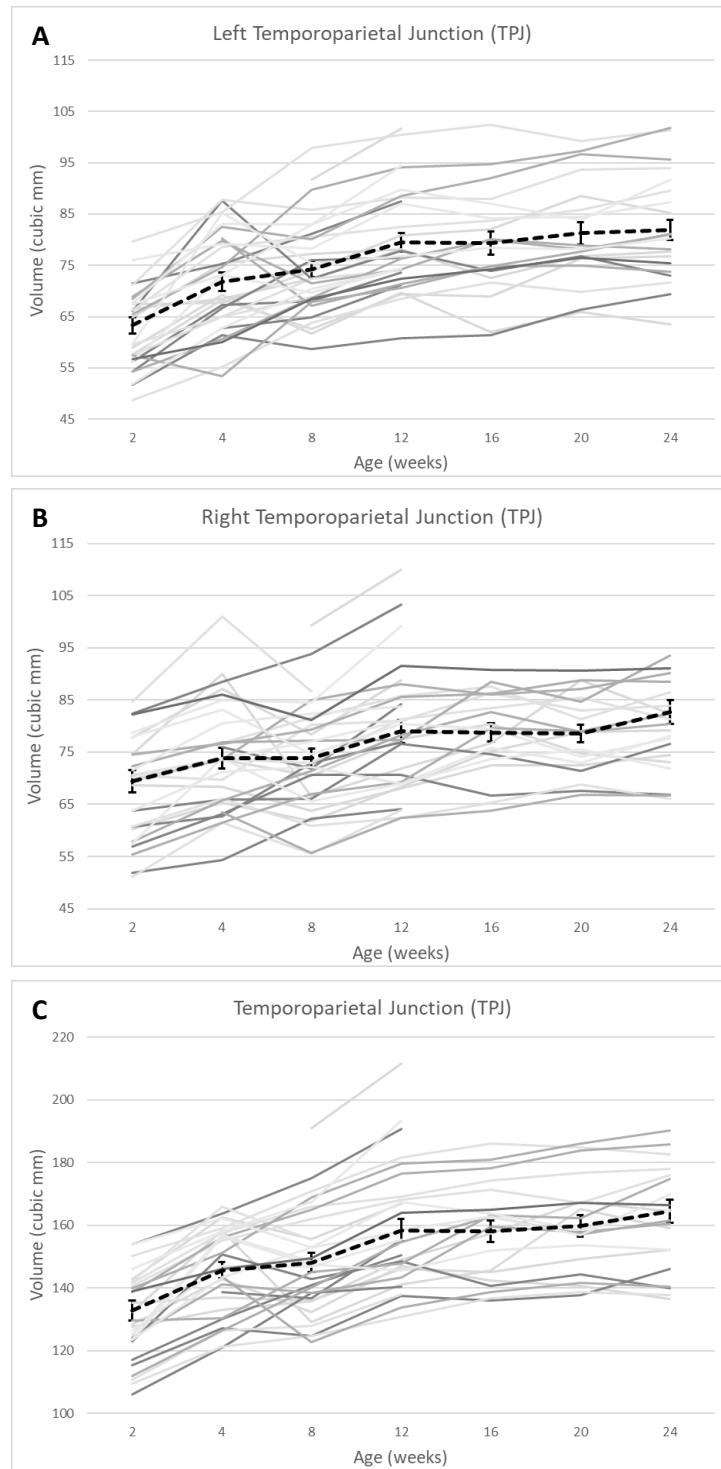 A
Left Temporoparietal Junction (TPJ)
Volume (cubic mm)
115
105
95
85
75
65
55
45
2 4 8 12 16 20 24
Age (weeks)
B
Right Temporoparietal Junction (TPJ)
Volume (cubic mm)
115
105
95
85
75
65
55
45
2 4 8 12 16 20 24
Age (weeks)
C
Temporoparietal Junction (TPJ)
Volume (cubic mm)
220
200
180
160
140
120
100
2 4 8 12 16 20 24
Age (weeks)